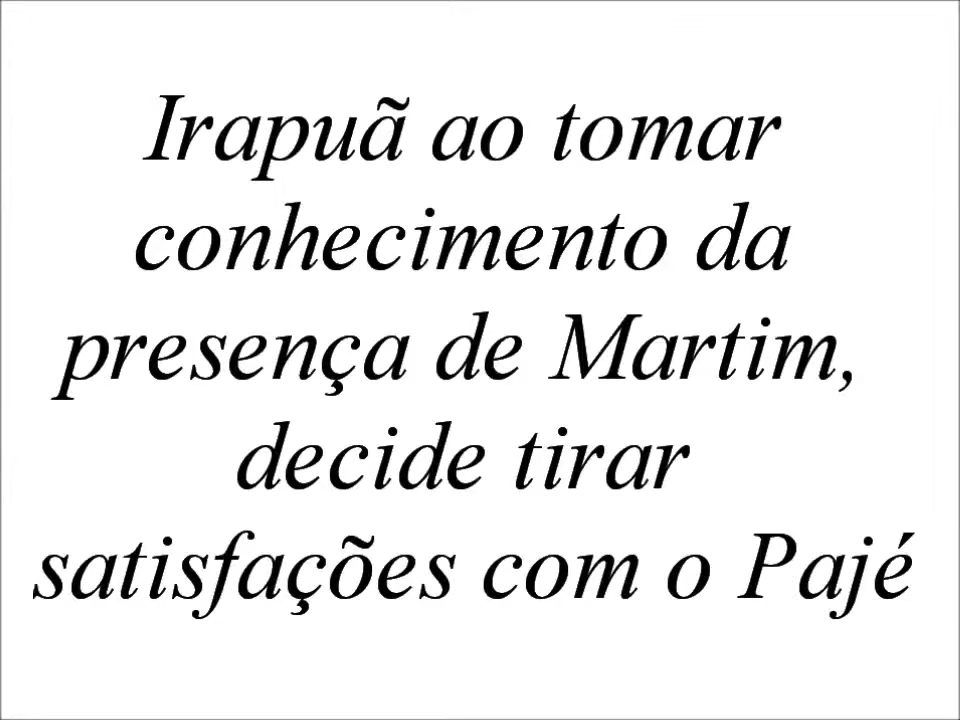 Irapuã ao tomar
conhecimento da
presença de Martim,
decide tirar
satisfações com o Pajé